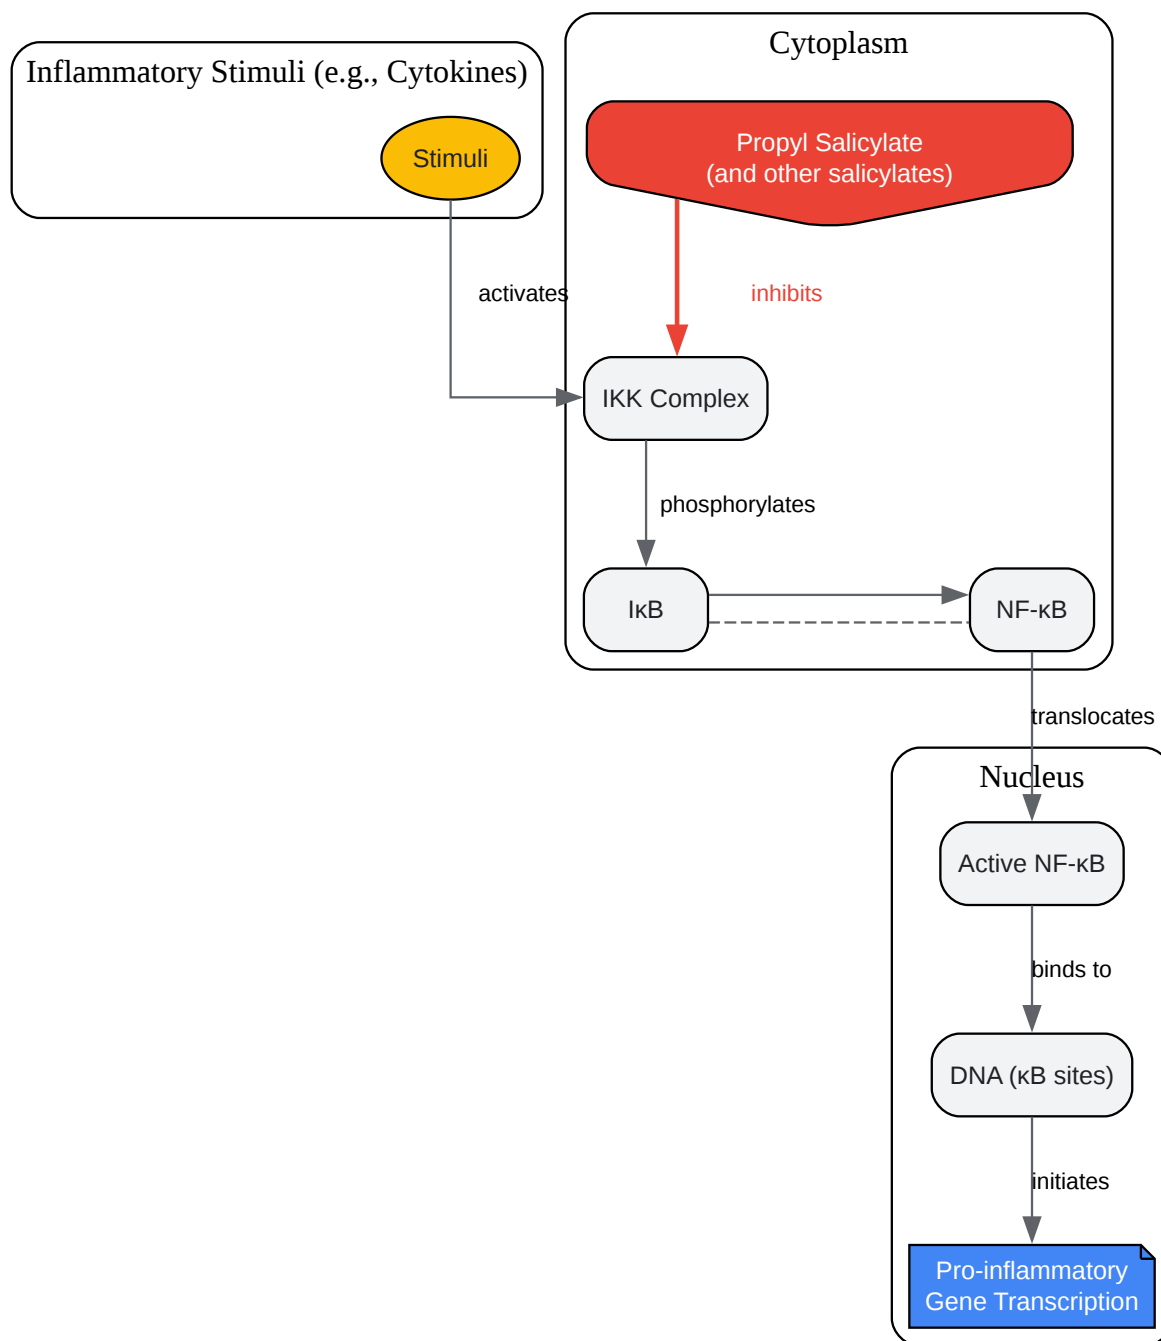 Cytoplasm
Inflammatory Stimuli (e.g., Cytokines)
Stimuli
Propyl Salicylate
(and other salicylates)
activates
inhibits
IKK Complex
phosphorylates
IκB
NF-κB
translocates
Nucleus
Active NF-κB
binds to
DNA (κB sites)
initiates
Pro-inflammatory
Gene Transcription